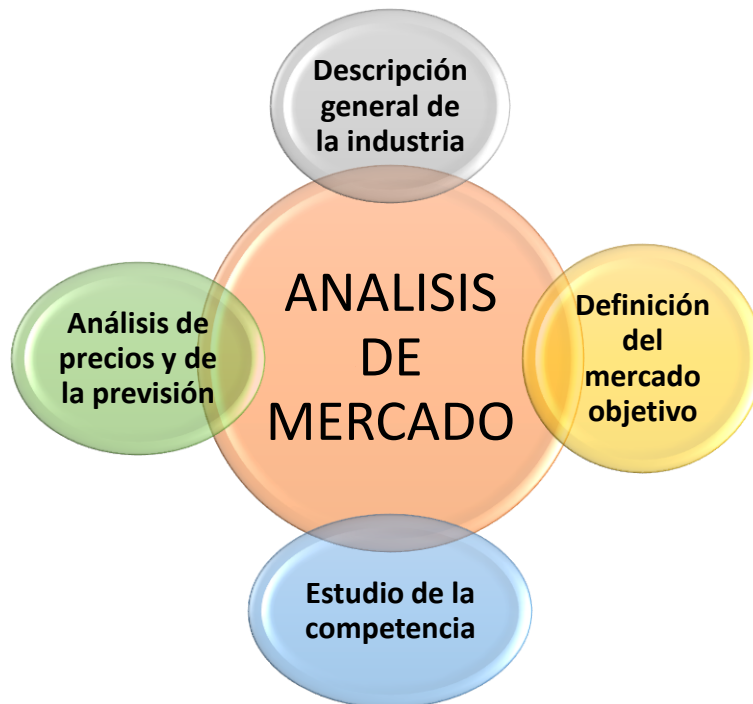 Descripción
general de
la industria
ANALISIS
DE
MERCADO
Definición
del
mercado
objetivo
Estudio de la
competencia
Análisis de
precios y de
la previsión